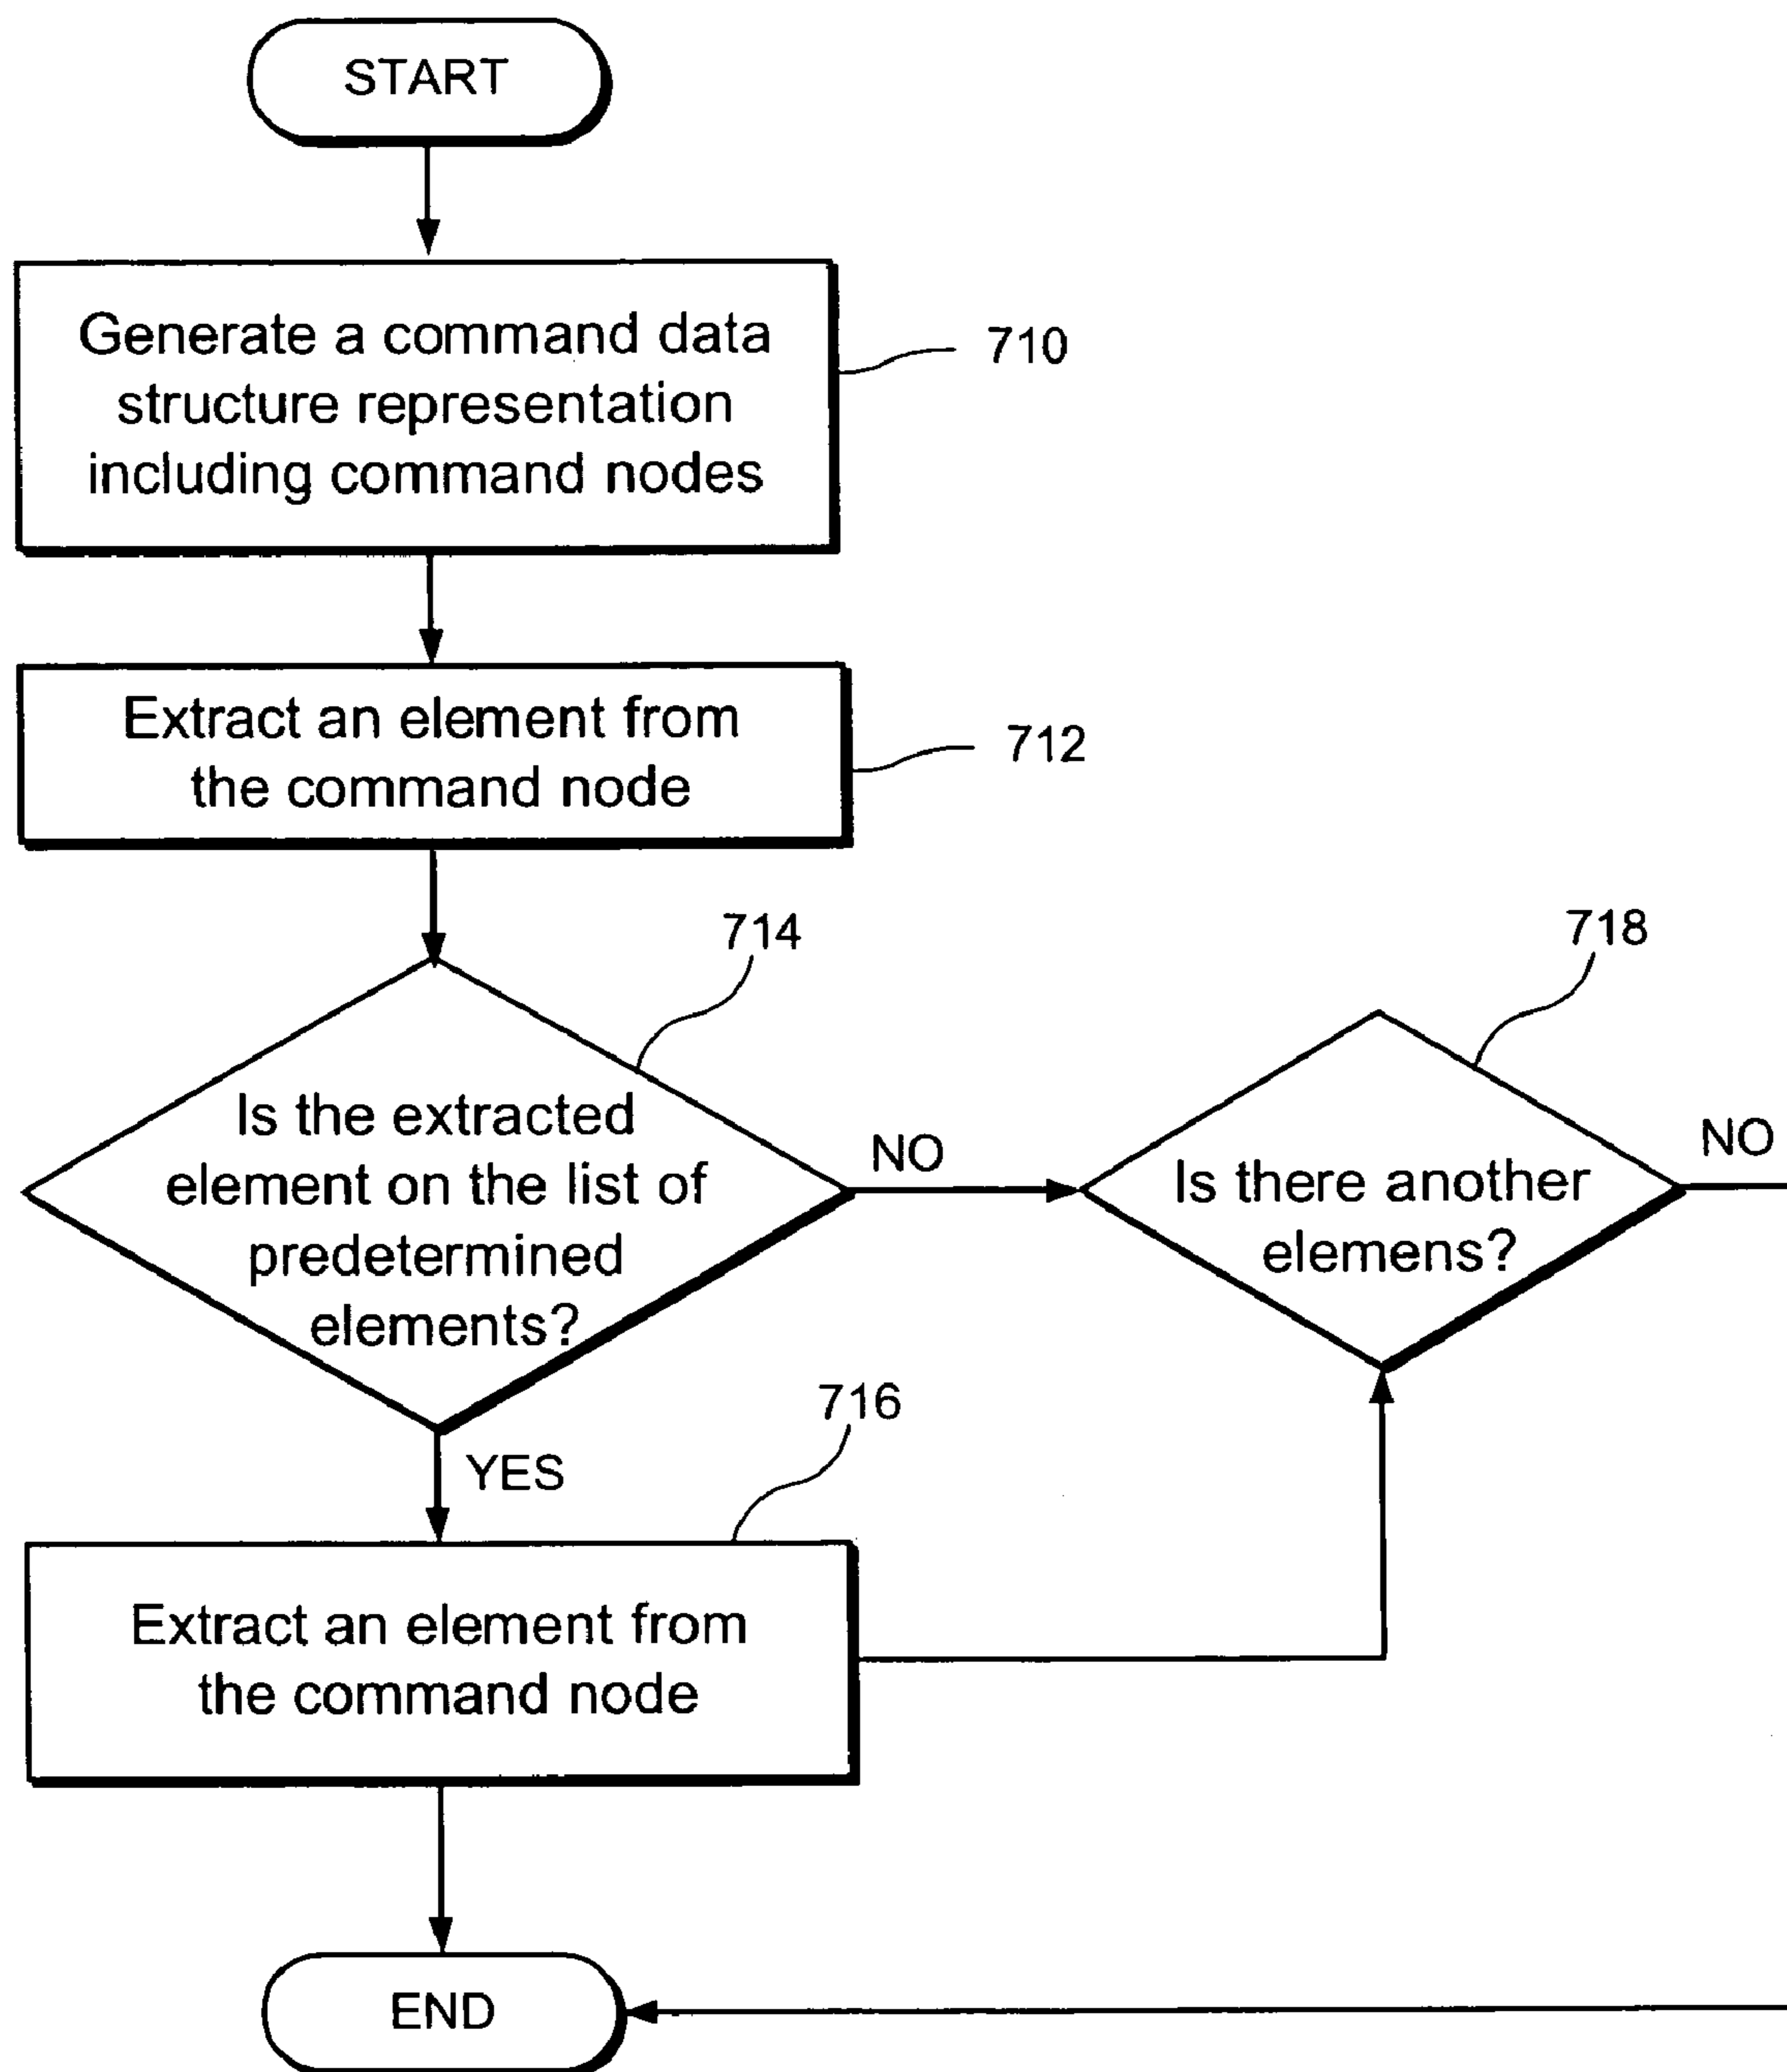 START
Generate a command data
structure representation
including command nodes
710
Extract an element from
the command node
712
714
Is the extracted
element on the list of
predetermined
elements?
NO
718
Is there another
elemens?
NO
YES
716
Extract an element from
the command node
END